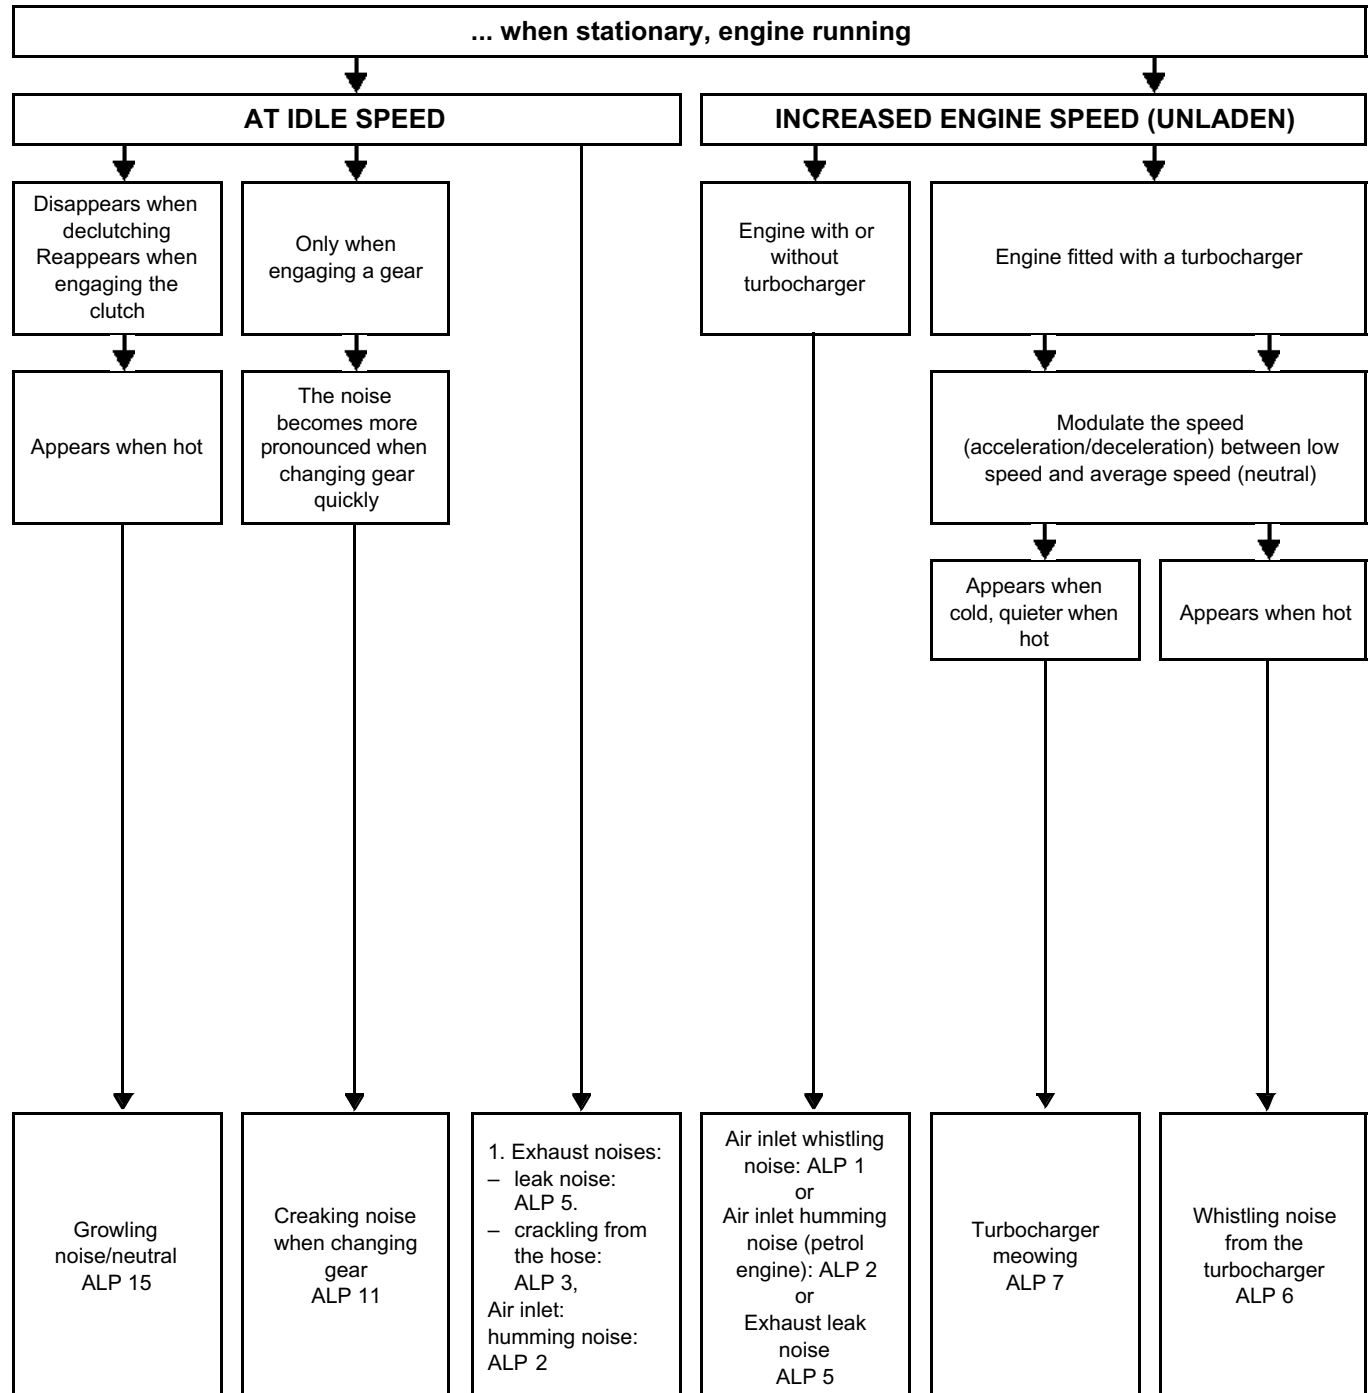 ... when stationary, engine running
AT IDLE SPEED
INCREASED ENGINE SPEED (UNLADEN)
Disappears when
declutching
Reappears when
engaging the
clutch
Only when
engaging a gear
Engine with or
without
turbocharger
Engine fitted with a turbocharger
Appears when hot
The noise
becomes more
pronounced when
changing gear
quickly
Modulate the speed
(acceleration/deceleration) between low
speed and average speed (neutral)
Appears when
cold, quieter when
hot
Appears when hot
Growling
noise/neutral
ALP 15
Creaking noise
when changing
gear
ALP 11
1. Exhaust noises:
– leak noise:
ALP 5.
– crackling from
the hose:
ALP 3,
Air inlet:
humming noise:
ALP 2
Air inlet whistling
noise: ALP 1
or
Air inlet humming
noise (petrol
engine): ALP 2
or
Exhaust leak
noise
ALP 5
Turbocharger
meowing
ALP 7
Whistling noise
from the
turbocharger
ALP 6